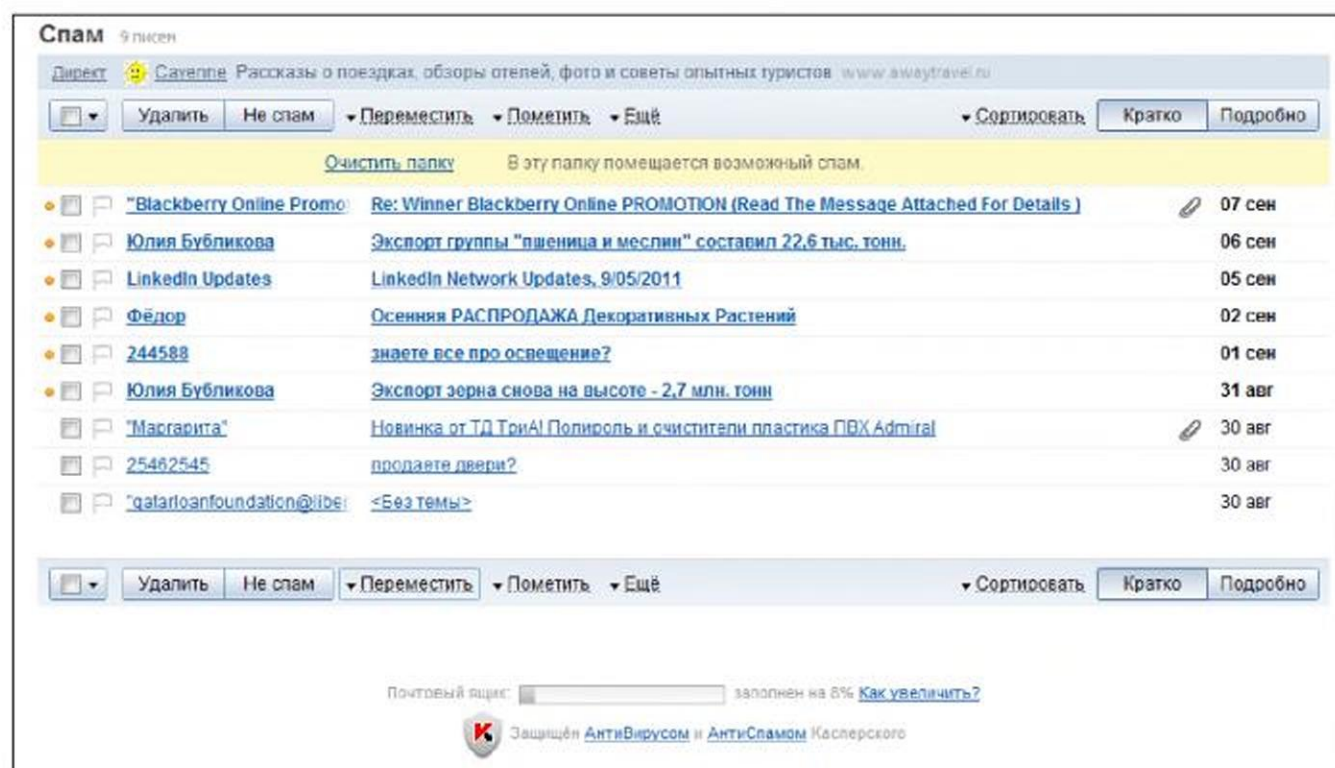 Спам 9 писем
Директ Cayenne Рассказы о поездках, обзоры отелей, фото и советы опытных туристов www.awaytravel.ru
Удалить Не спам Переместить Пометить Ещё Сортировать Кратко Подробно
Очистить папку В эту папку помещается возможный спам.
"Blackberry Online Promo Re: Winner Blackberry Online PROMOTION (Read The Message Attached For Details ) 07 сен
Юлия Бубликова Экспорт группы "пшеница и меслин" составил 22,6 тыс. тонн. 06 сен
LinkedIn Updates LinkedIn Network Updates, 9/05/2011 05 сен
Фёдор Осенняя РАСПРОДАЖА Декоративных Растений 02 сен
244588 знаете все про освещение? 01 сен
Юлия Бубликова Экспорт зерна снова на высоте - 2,7 млн. тонн 31 авг
"Маргарита" Новинка от ТД ТриА! Полироль и очистители пластика ПВХ Admiral 30 авг
25462545 продаете двери? 30 авг
"qatarloanfoundation@libe <Без темы> 30 авг
Удалить Не спам Переместить Пометить Ещё Сортировать Кратко Подробно
Почтовый ящик: заполнен на 8% Как увеличить?
Защищён АнтиВирусом и АнтиСпамом Касперского